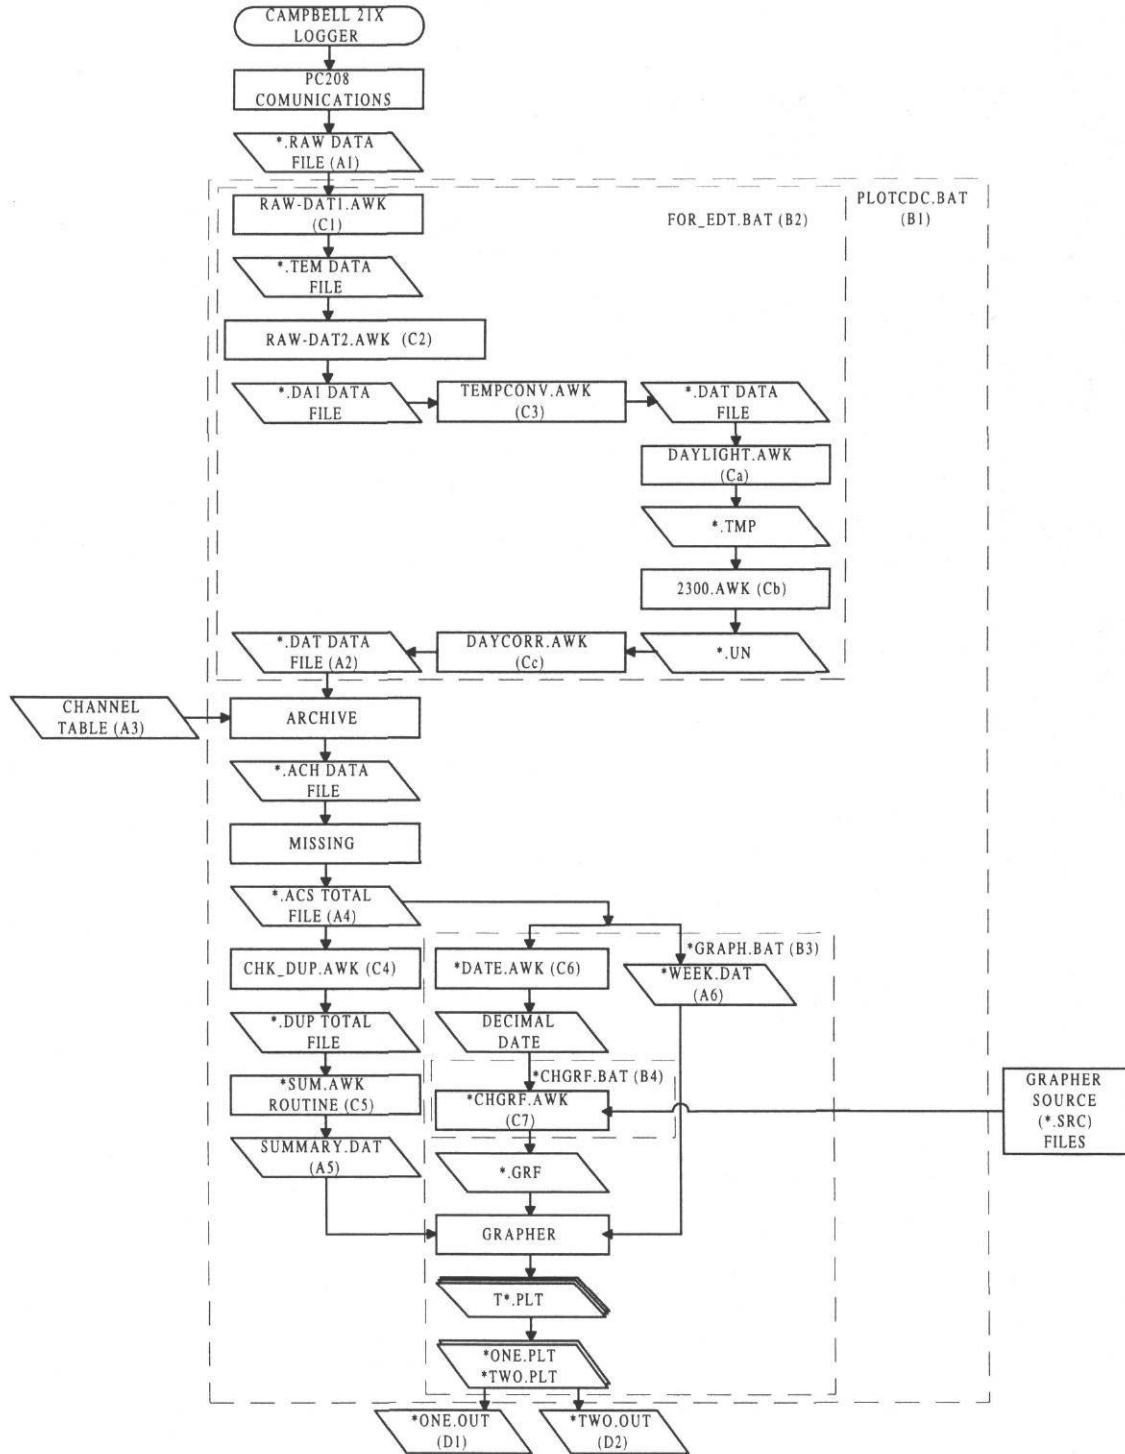 CAMPBELL 21X
LOGGER
PC208
COMUNICATIONS
*.RAW DATA
FILE (A1)
PLOTCDC.BAT
(B1)
RAW-DAT1.AWK
(C1)
FOR_EDT.BAT (B2)
*.TEM DATA
FILE
RAW-DAT2.AWK (C2)
*.DA1 DATA
FILE
TEMPCONV.AWK
(C3)
*.DAT DATA
FILE
DAYLIGHT.AWK
(Ca)
*.TMP
2300.AWK (Cb)
*.DAT DATA
FILE (A2)
DAYCORR.AWK
(Cc)
*.UN
CHANNEL
TABLE (A3)
ARCHIVE
*.ACH DATA
FILE
MISSING
*.ACS TOTAL
FILE (A4)
*GRAPH.BAT (B3)
CHK_DUP.AWK (C4)
*DATE.AWK (C6)
*WEEK.DAT
(A6)
*.DUP TOTAL
FILE
DECIMAL
DATE
*CHGRF.BAT (B4)
*SUM.AWK
ROUTINE (C5)
*CHGRF.AWK
(C7)
GRAPHER
SOURCE
(*.SRC)
FILES
SUMMARY.DAT
(A5)
*.GRF
GRAPHER
T*.PLT
*ONE.PLT
*TWO.PLT
*ONE.OUT
(D1)
*TWO.OUT
(D2)